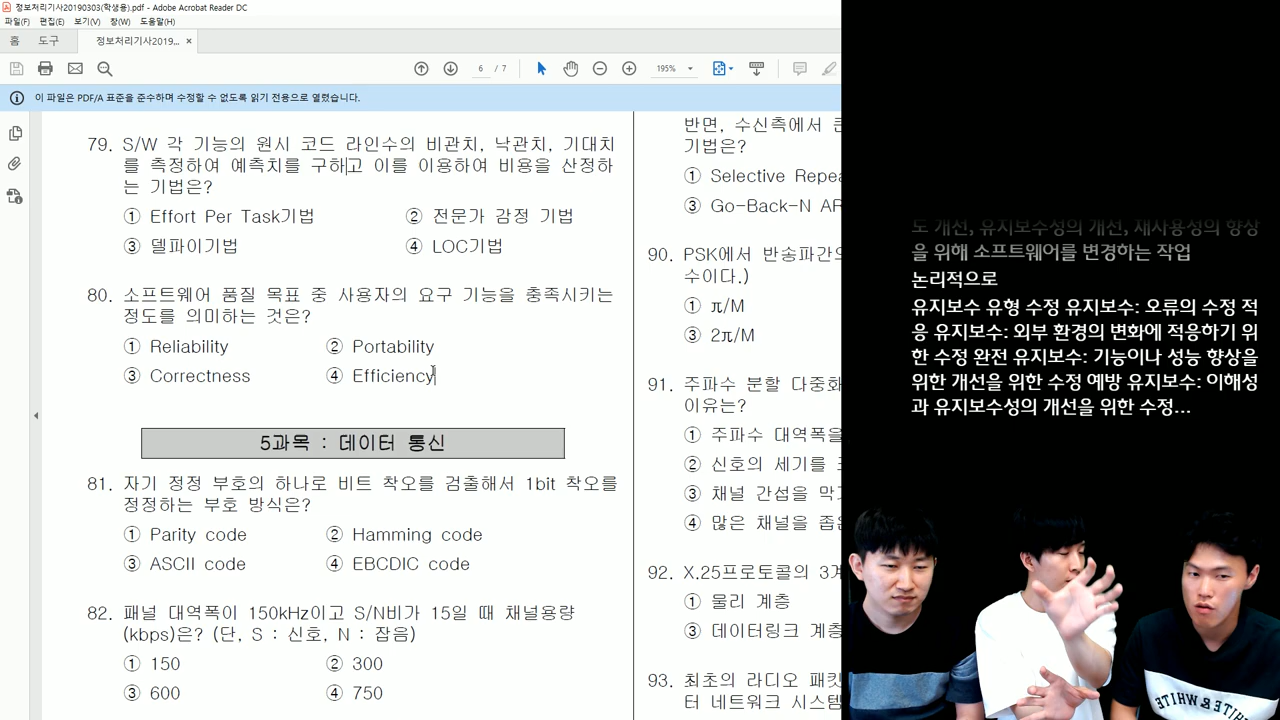 정보처리기사20190303(학생용).pdf - Adobe Acrobat Reader DC
파일(F) 편집(E) 보기(V) 창(W) 도움말(H)
홈 도구 정보처리기사2019... ×
6 / 7 195%
이 파일은 PDF/A 표준을 준수하며 수정할 수 없도록 읽기 전용으로 열렸습니다.
79. S/W 각 기능의 원시 코드 라인수의 비관치, 낙관치, 기대치
를 측정하여 예측치를 구하고 이를 이용하여 비용을 산정하
는 기법은?
① Effort Per Task기법 ② 전문가 감정 기법
③ 델파이기법 ④ LOC기법
80. 소프트웨어 품질 목표 중 사용자의 요구 기능을 충족시키는
정도를 의미하는 것은?
① Reliability ② Portability
③ Correctness ④ Efficiency
5과목 : 데이터 통신
81. 자기 정정 부호의 하나로 비트 착오를 검출해서 1bit 착오를
정정하는 부호 방식은?
① Parity code ② Hamming code
③ ASCII code ④ EBCDIC code
82. 패널 대역폭이 150kHz이고 S/N비가 15일 때 채널용량
(kbps)은? (단, S : 신호, N : 잡음)
① 150 ② 300
③ 600 ④ 750
반면, 수신측에서 큰
기법은?
① Selective Repea
③ Go-Back-N AR
90. PSK에서 반송파간의
수이다.)
① π/M
③ 2π/M
91. 주파수 분할 다중화
이유는?
① 주파수 대역폭을
② 신호의 세기를
③ 채널 간섭을 막기
④ 많은 채널을 좁은
92. X.25프로토콜의 3계
① 물리 계층
③ 데이터링크 계층
93. 최초의 라디오 패킷
터 네트워크 시스템
도 개선, 유지보수성의 개선, 재사용성의 향상
을 위해 소프트웨어를 변경하는 작업
논리적으로
유지보수 유형 수정 유지보수: 오류의 수정 적
응 유지보수: 외부 환경의 변화에 적응하기 위
한 수정 완전 유지보수: 기능이나 성능 향상을
위한 개선을 위한 수정 예방 유지보수: 이해성
과 유지보수성의 개선을 위한 수정...
WHITE&WHITE